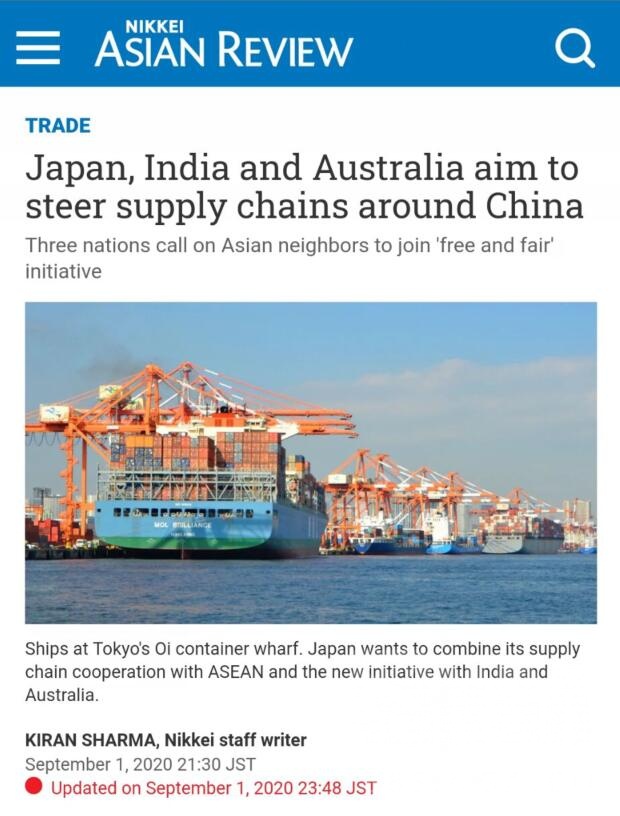 NIKKEI
ASIAN REVIEW
TRADE
Japan, India and Australia aim to
steer supply chains around China
Three nations call on Asian neighbors to join 'free and fair'
initiative
MOL BRILLIANCE
Ships at Tokyo's Oi container wharf. Japan wants to combine its supply
chain cooperation with ASEAN and the new initiative with India and
Australia.
KIRAN SHARMA, Nikkei staff writer
September 1, 2020 21:30 JST
Updated on September 1, 2020 23:48 JST